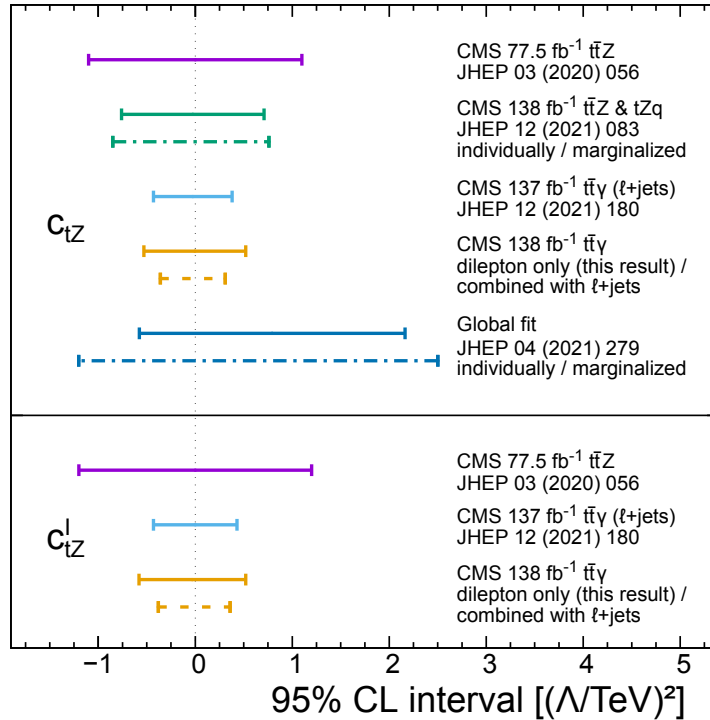 CMS 77.5 fb⁻¹ tt̄Z
JHEP 03 (2020) 056
CMS 138 fb⁻¹ tt̄Z & tZq
JHEP 12 (2021) 083
individually / marginalized
CMS 137 fb⁻¹ tt̄γ (ℓ+jets)
JHEP 12 (2021) 180
c_tZ
CMS 138 fb⁻¹ tt̄γ
dilepton only (this result) /
combined with ℓ+jets
Global fit
JHEP 04 (2021) 279
individually / marginalized
CMS 77.5 fb⁻¹ tt̄Z
JHEP 03 (2020) 056
CMS 137 fb⁻¹ tt̄γ (ℓ+jets)
JHEP 12 (2021) 180
c_tZ^I
CMS 138 fb⁻¹ tt̄γ
dilepton only (this result) /
combined with ℓ+jets
−1 0 1 2 3 4 5
95% CL interval [(Λ/TeV)²]